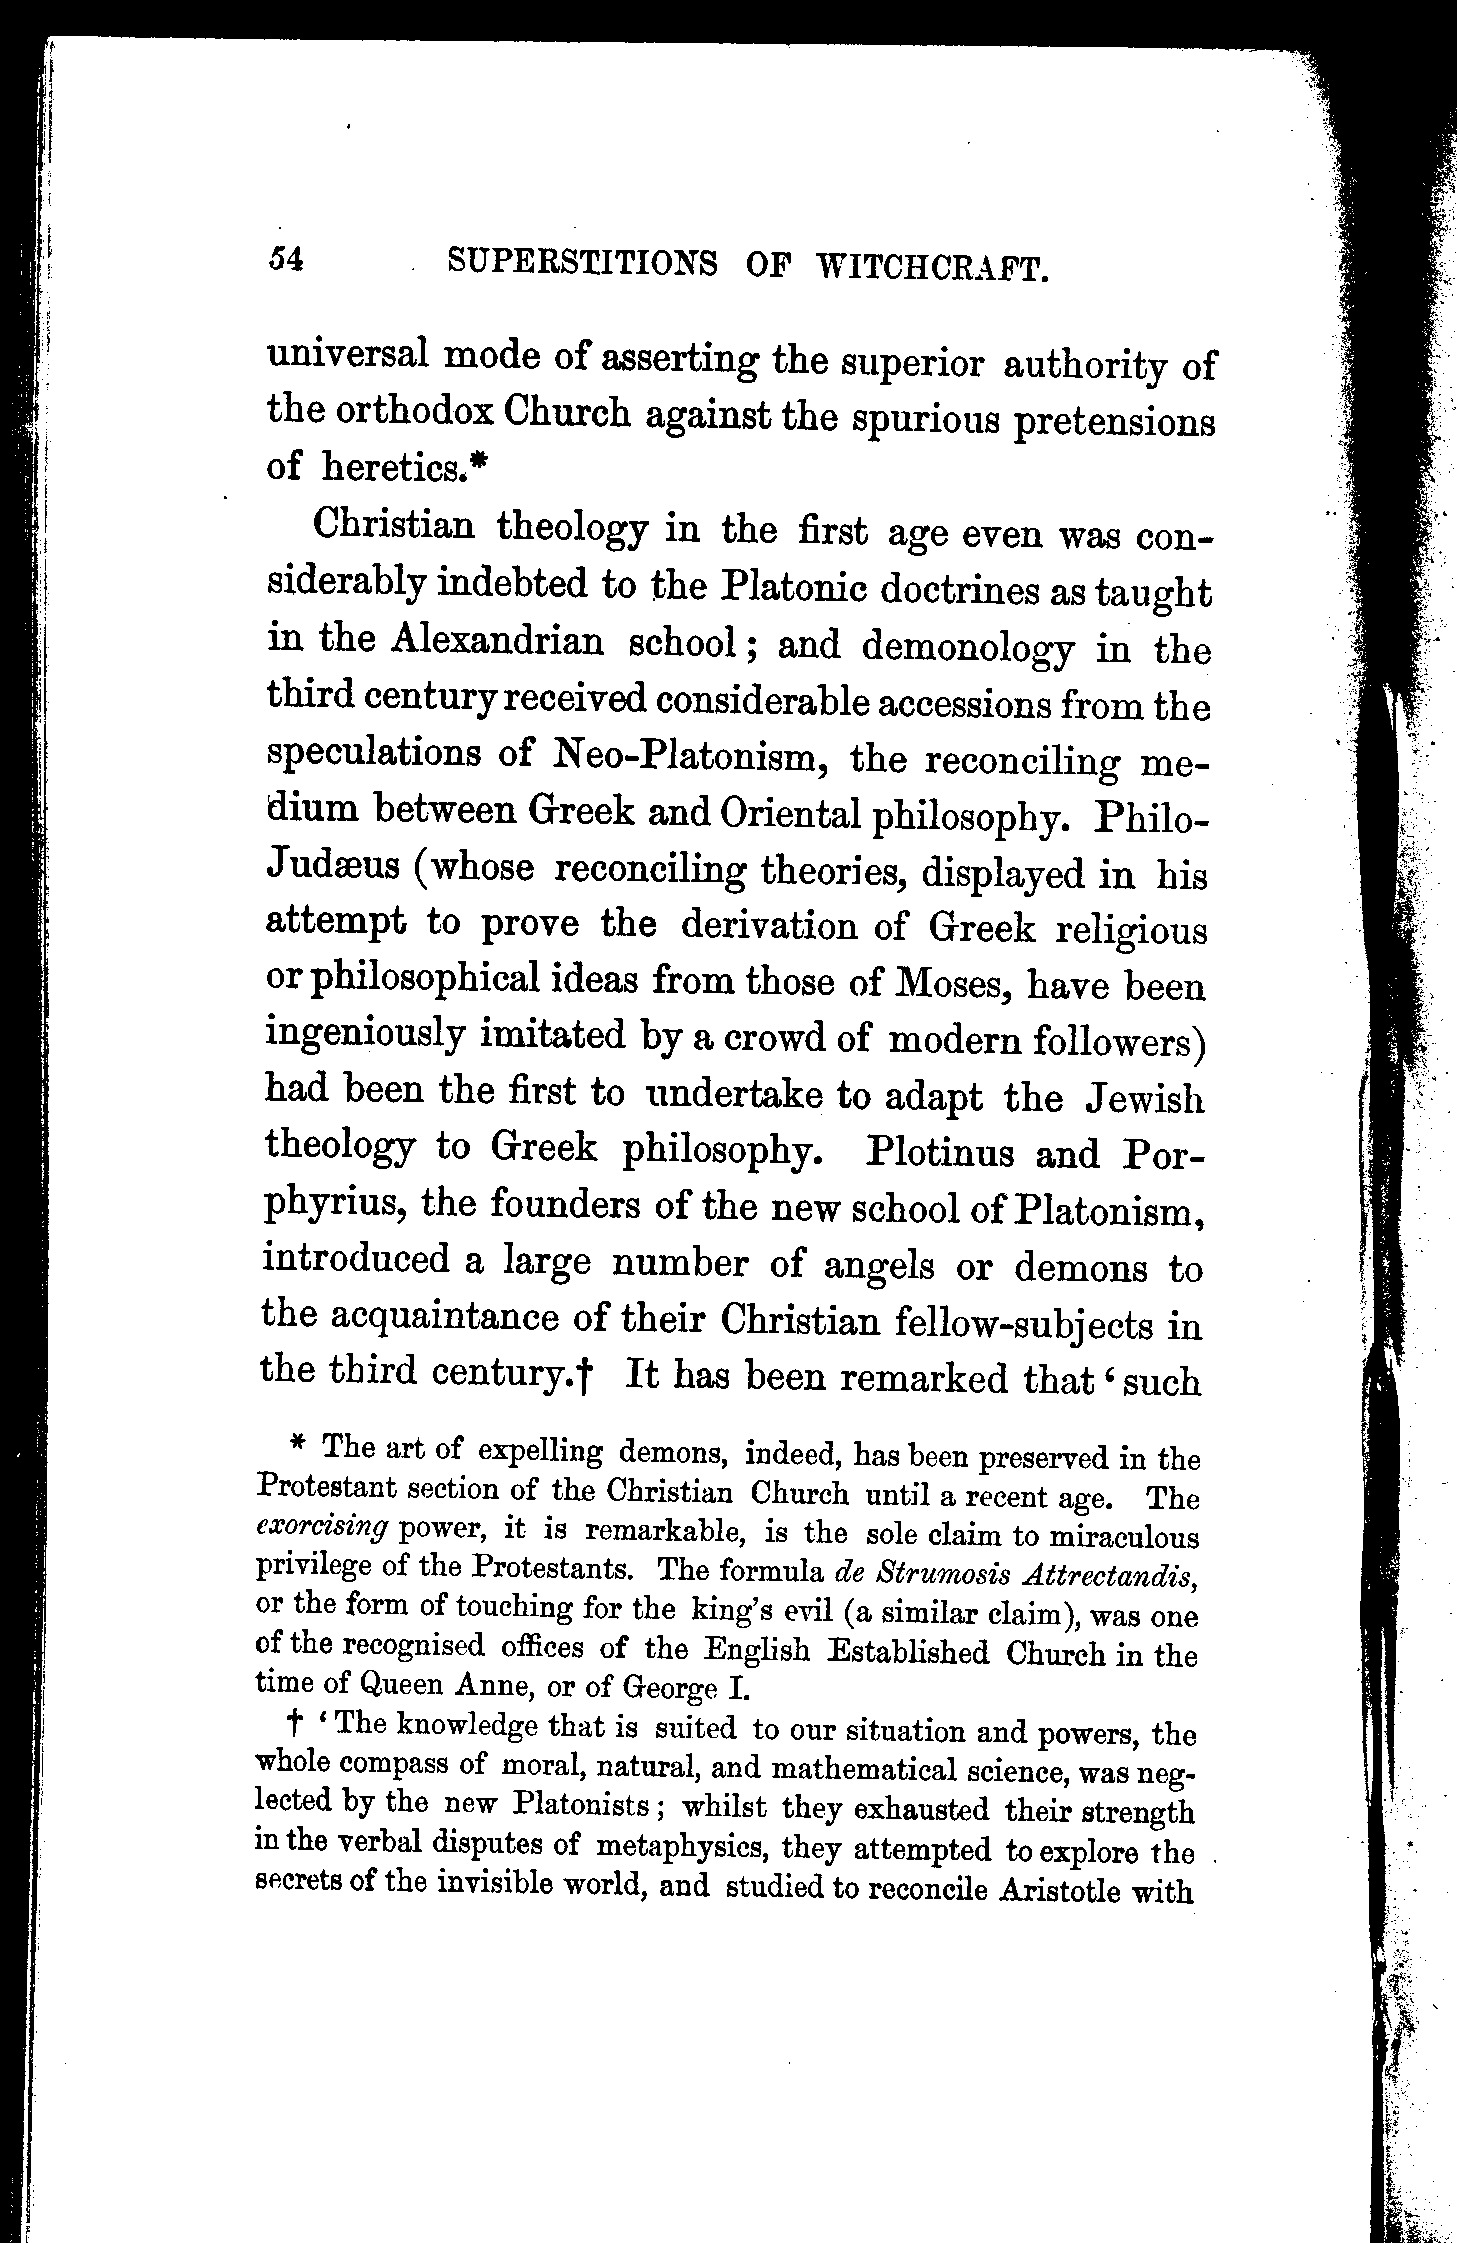 54 SUPERSTITIONS OF WITCHCRAFT.
universal mode of asserting the superior authority of
the orthodox Church against the spurious pretensions
of heretics.*
Christian theology in the first age even was con-
siderably indebted to the Platonic doctrines as taught
in the Alexandrian school; and demonology in the
third century received considerable accessions from the
speculations of Neo-Platonism, the reconciling me-
dium between Greek and Oriental philosophy. Philo-
Judæus (whose reconciling theories, displayed in his
attempt to prove the derivation of Greek religious
or philosophical ideas from those of Moses, have been
ingeniously imitated by a crowd of modern followers)
had been the first to undertake to adapt the Jewish
theology to Greek philosophy. Plotinus and Por-
phyrius, the founders of the new school of Platonism,
introduced a large number of angels or demons to
the acquaintance of their Christian fellow-subjects in
the third century.† It has been remarked that ‘such
* The art of expelling demons, indeed, has been preserved in the
Protestant section of the Christian Church until a recent age. The
exorcising power, it is remarkable, is the sole claim to miraculous
privilege of the Protestants. The formula de Strumosis Attrectandis,
or the form of touching for the king's evil (a similar claim), was one
of the recognised offices of the English Established Church in the
time of Queen Anne, or of George I.
† ‘The knowledge that is suited to our situation and powers, the
whole compass of moral, natural, and mathematical science, was neg-
lected by the new Platonists; whilst they exhausted their strength
in the verbal disputes of metaphysics, they attempted to explore the
secrets of the invisible world, and studied to reconcile Aristotle with